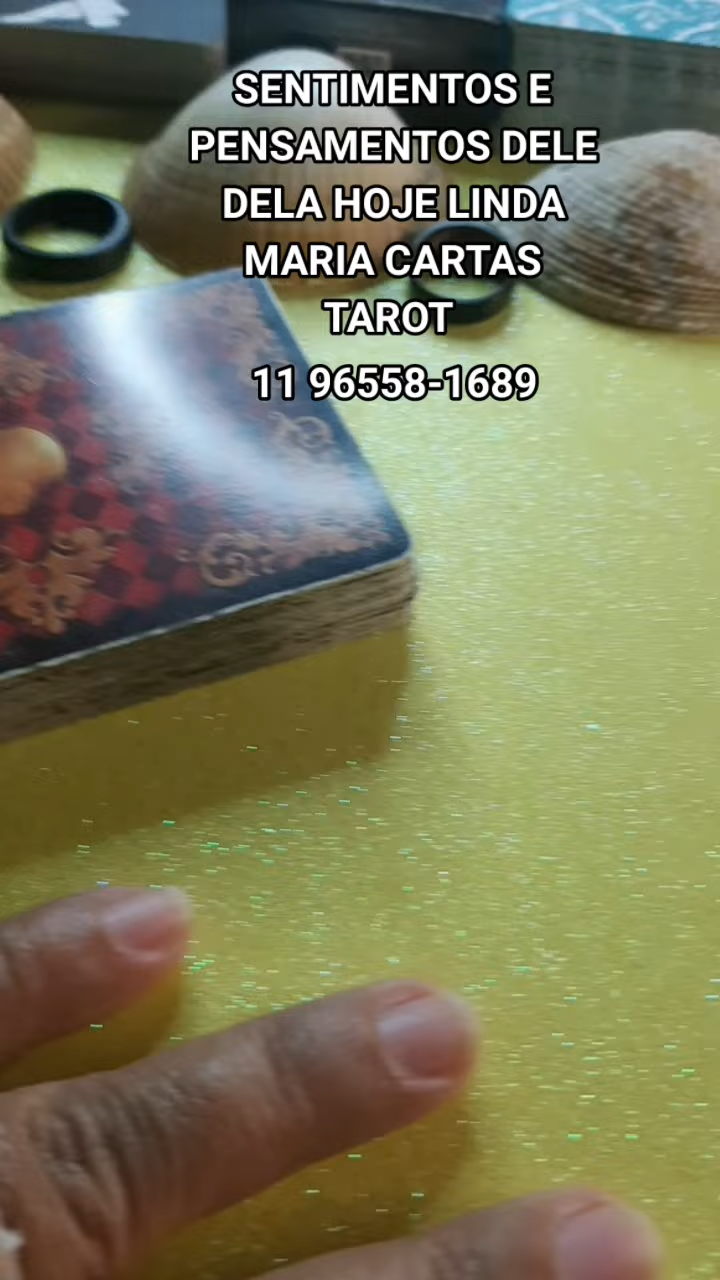 SENTIMENTOS E
PENSAMENTOS DELE
DELA HOJE LINDA
MARIA CARTAS
TAROT
11 96558-1689